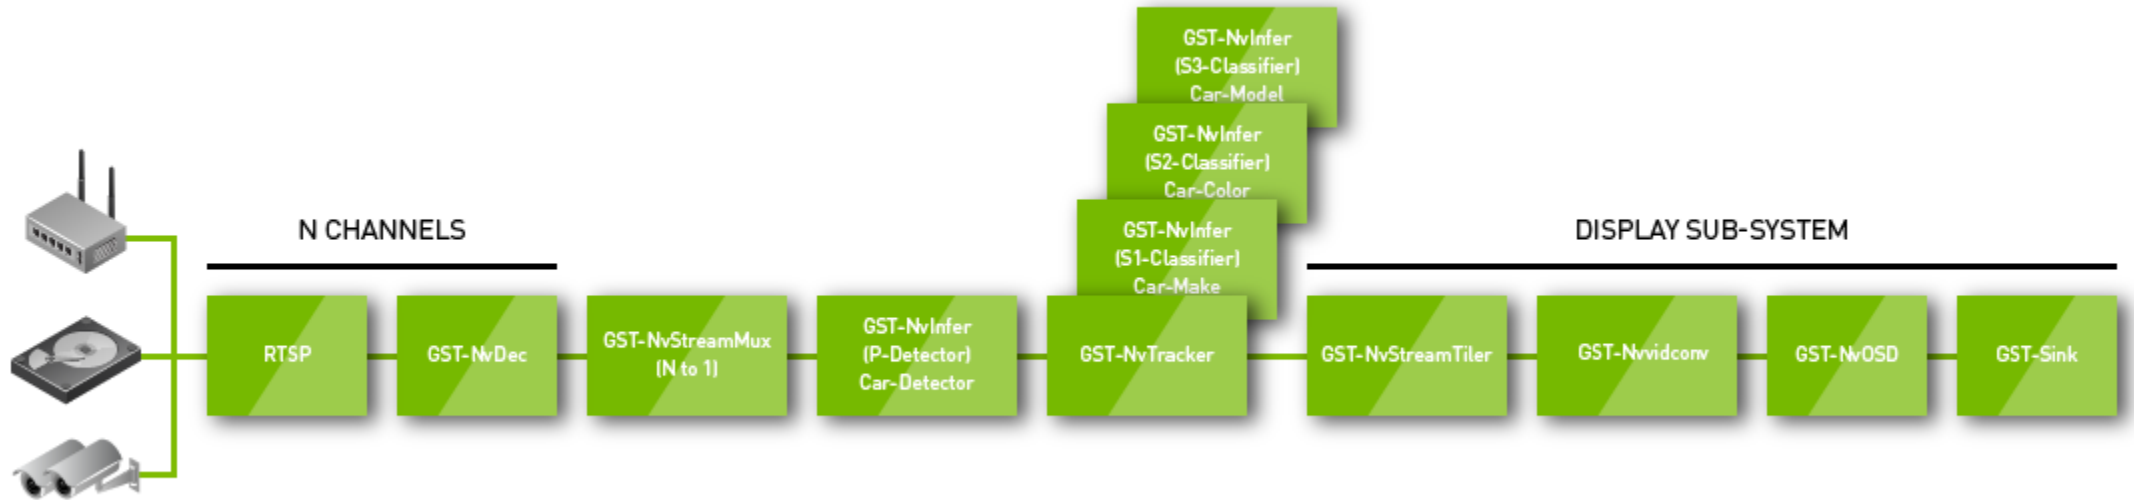 GST-NvInfer
(S3-Classifier)
Car-Model
GST-NvInfer
(S2-Classifier)
Car-Color
GST-NvInfer
(S1-Classifier)
Car-Make
N CHANNELS
DISPLAY SUB-SYSTEM
RTSP
GST-NvDec
GST-NvStreamMux
(N to 1)
GST-NvInfer
(P-Detector)
Car-Detector
GST-NvTracker
GST-NvStreamTiler
GST-Nvvidconv
GST-NvOSD
GST-Sink